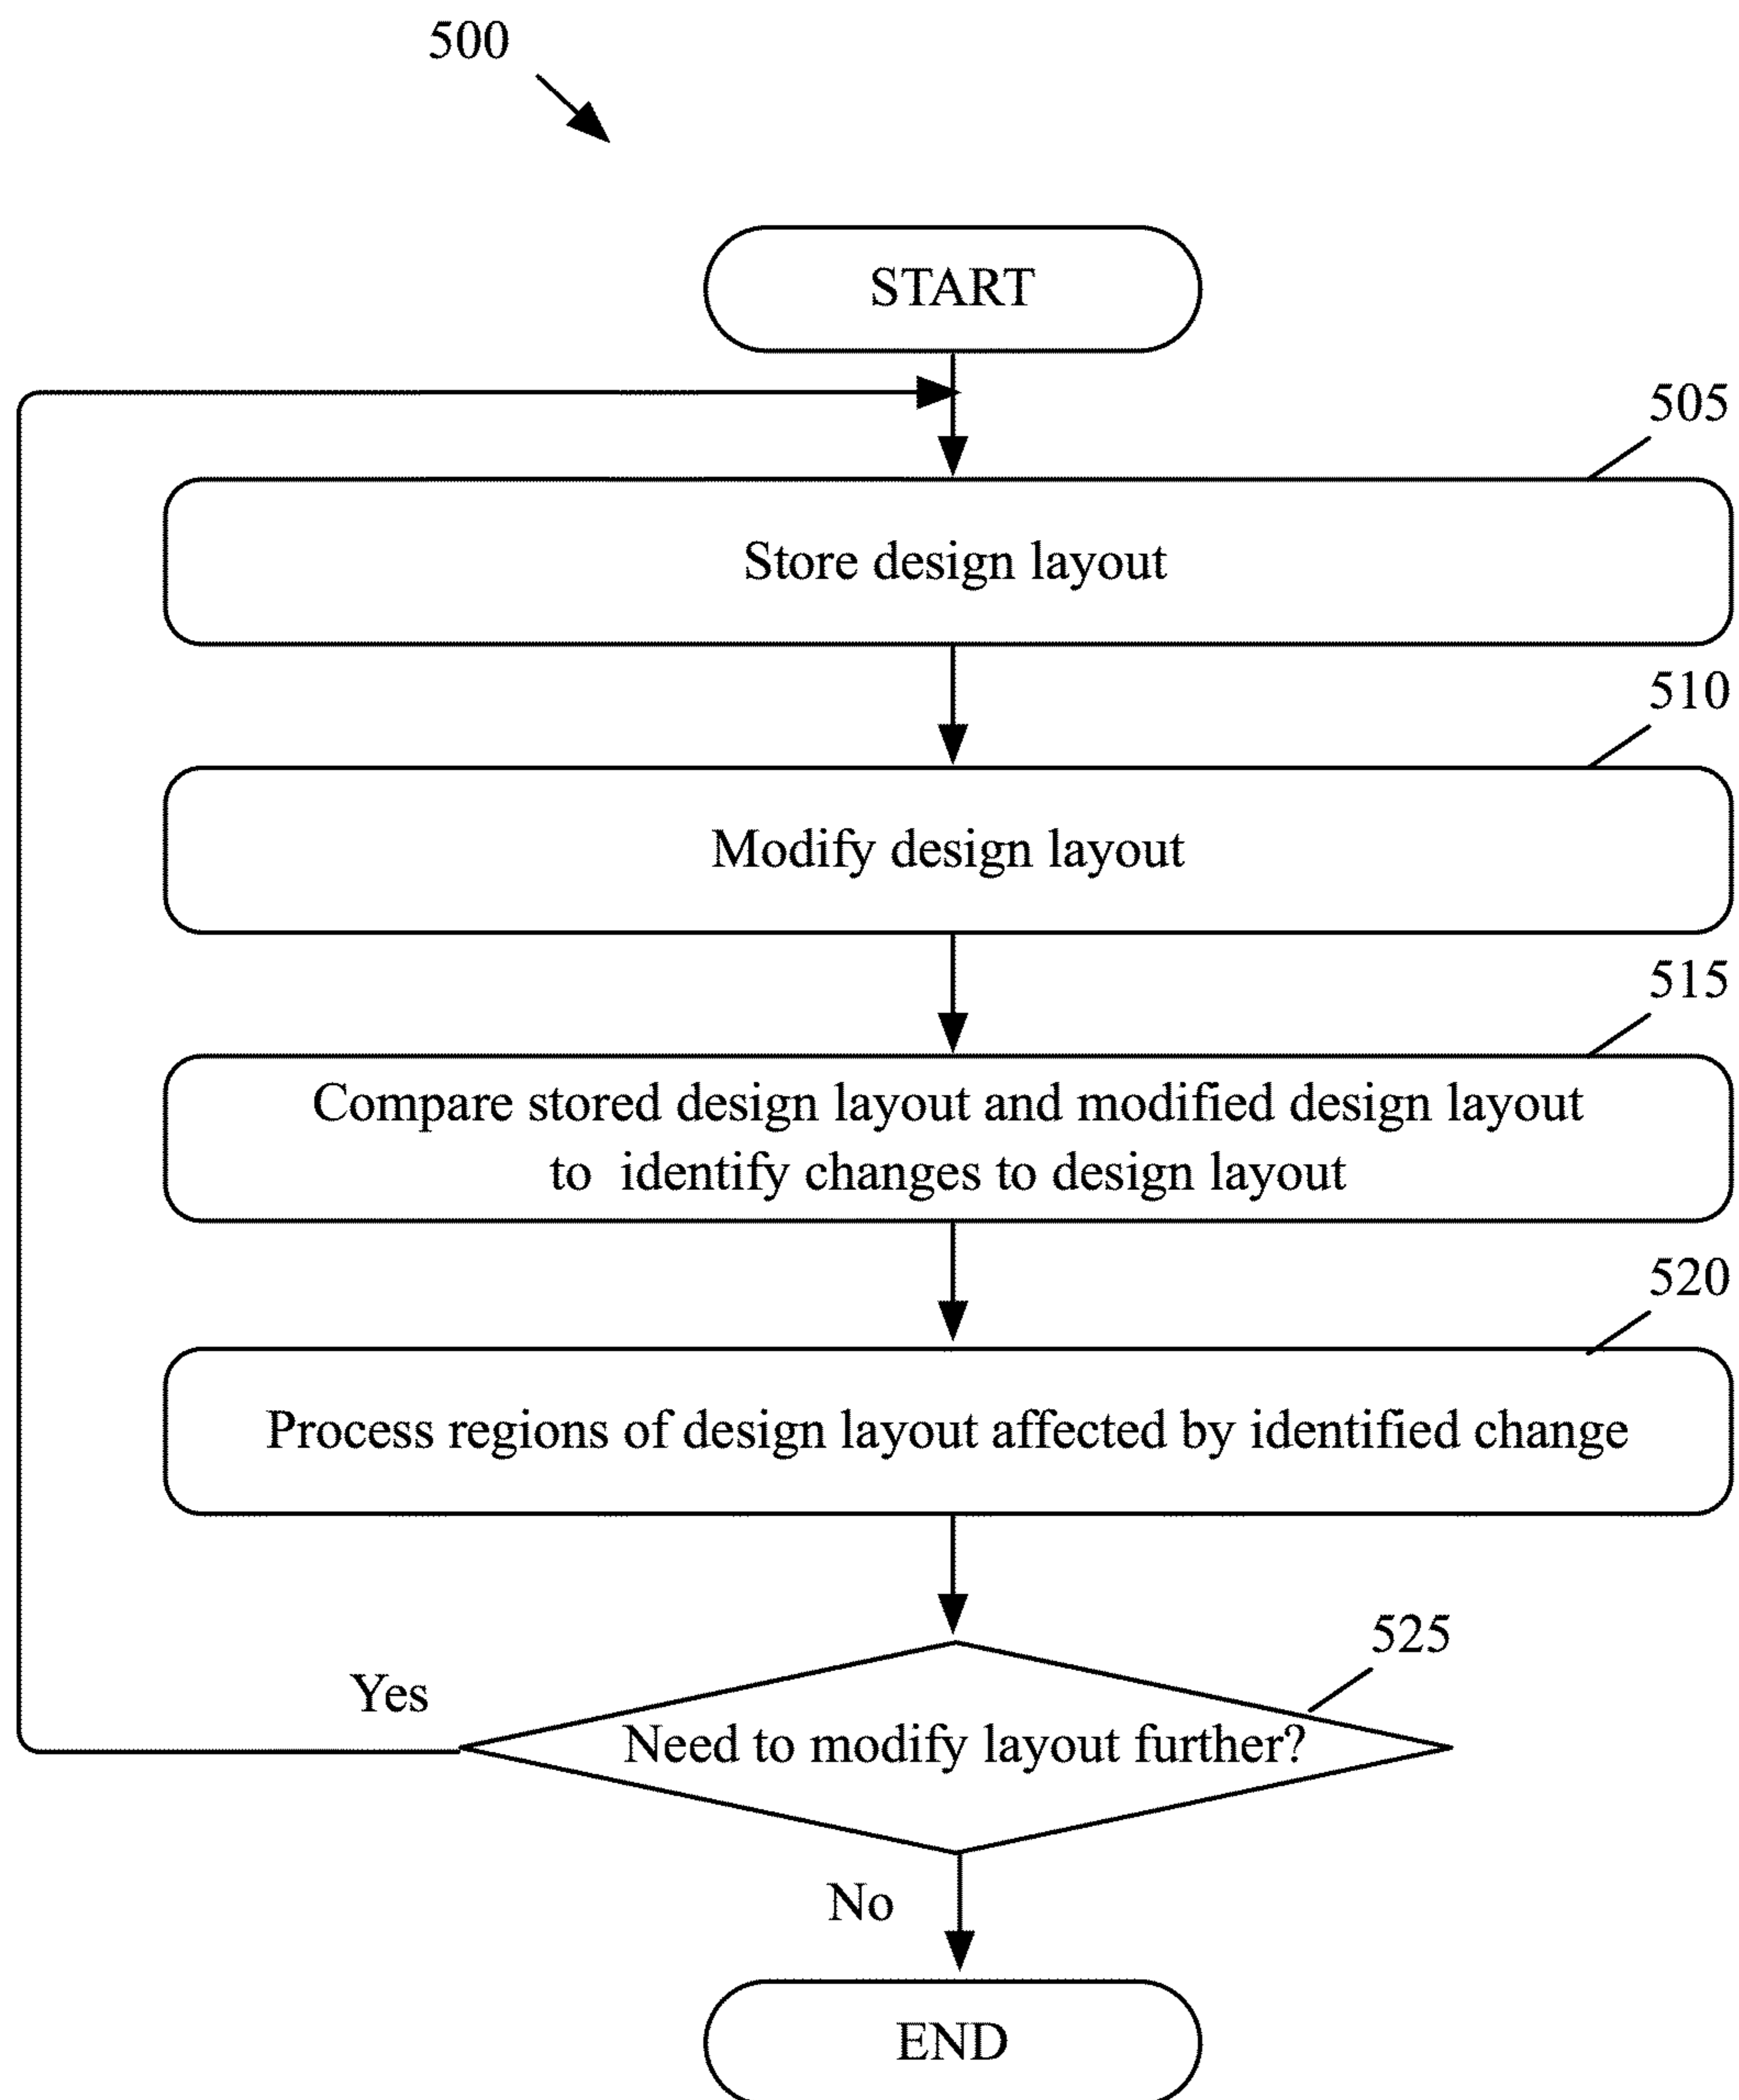 500
START
505
Store design layout
510
Modify design layout
515
Compare stored design layout and modified design layout
to identify changes to design layout
520
Process regions of design layout affected by identified change
525
Yes
Need to modify layout further?
No
END